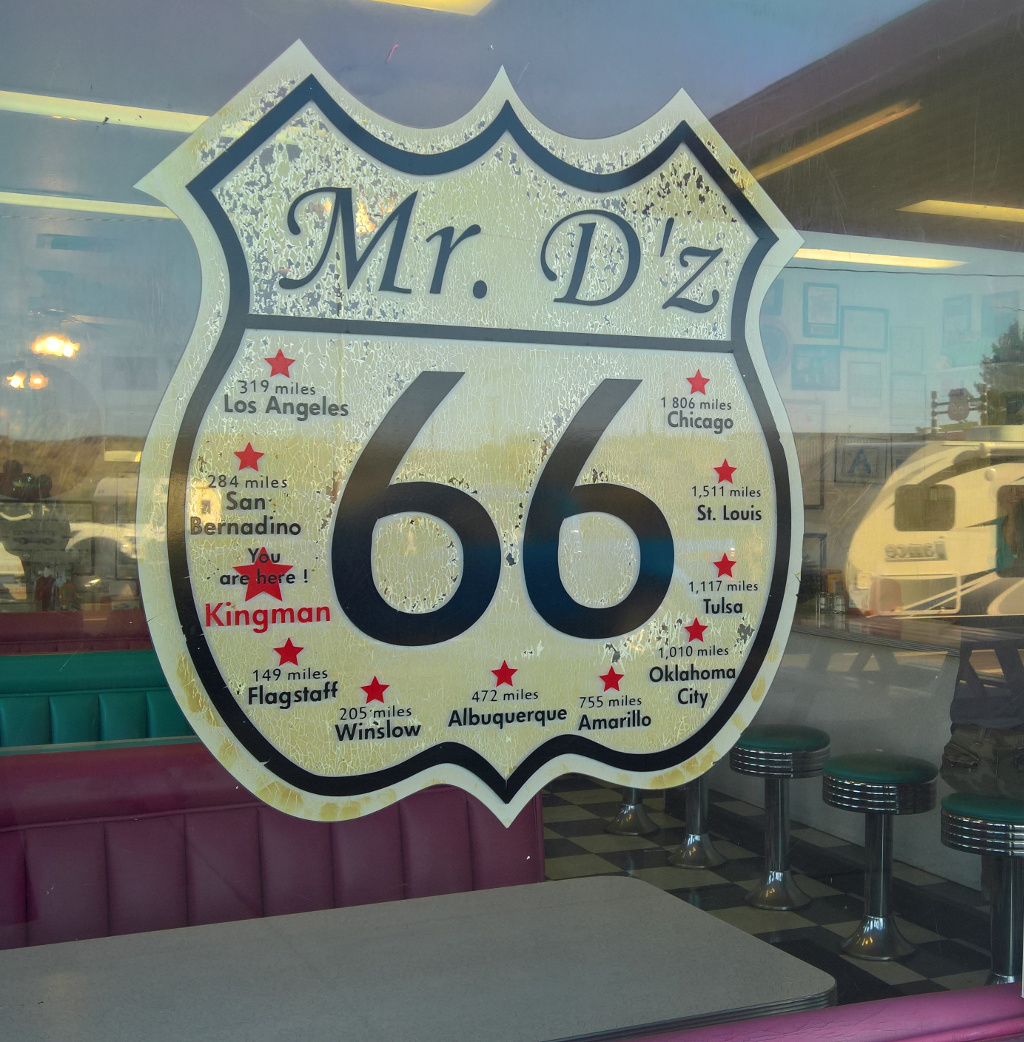 Mr. D'z
66
319 miles
Los Angeles
284 miles
San
Bernadino
You
are here !
Kingman
149 miles
Flagstaff
205 miles
Winslow
472 miles
Albuquerque
755 miles
Amarillo
1,010 miles
Oklahoma
City
1,117 miles
Tulsa
1,511 miles
St. Louis
1 806 miles
Chicago
A
Lance